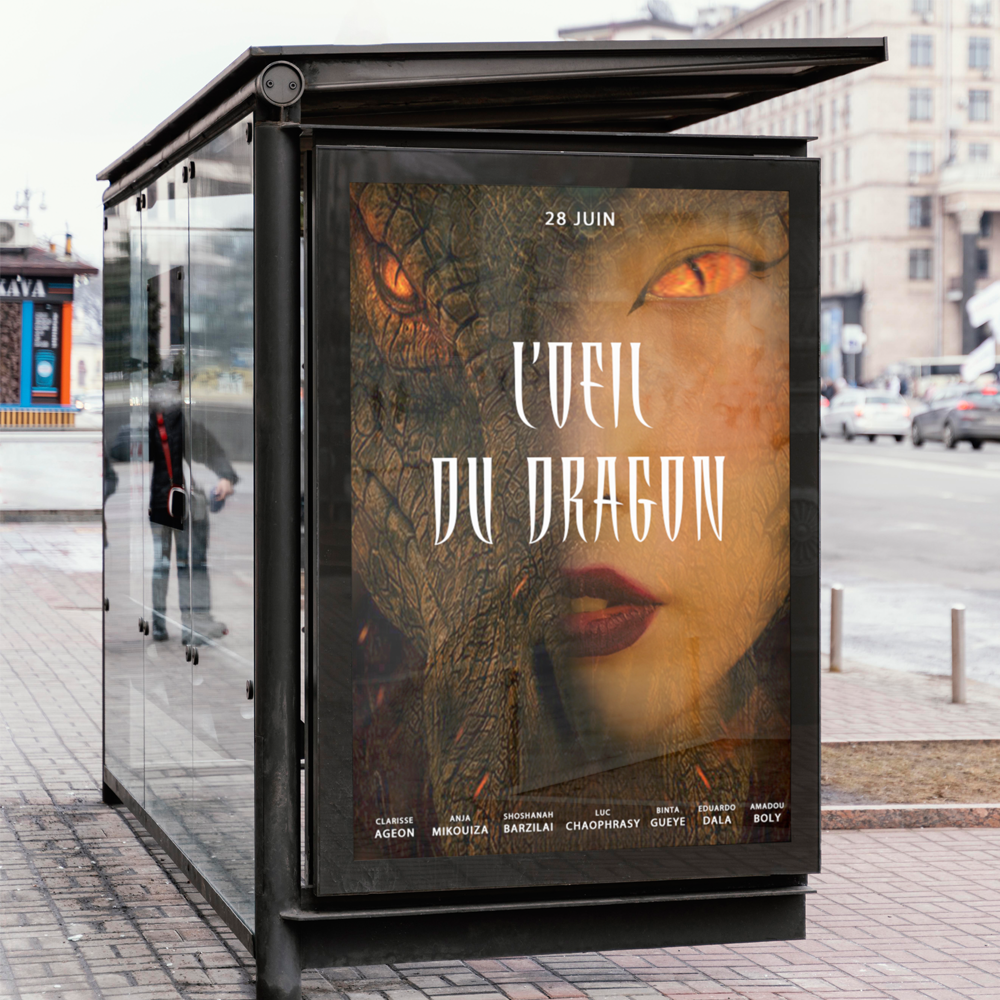 KAVA
28 JUIN
L'OEIL
DU DRAGON
CLARISSE
AGEON
ANJA
MIKOUIZA
SHOSHANAH
BARZILAI
LUC
CHAOPHRASY
BINTA
GUEYE
EDUARDO
DALA
AMADOU
BOLY